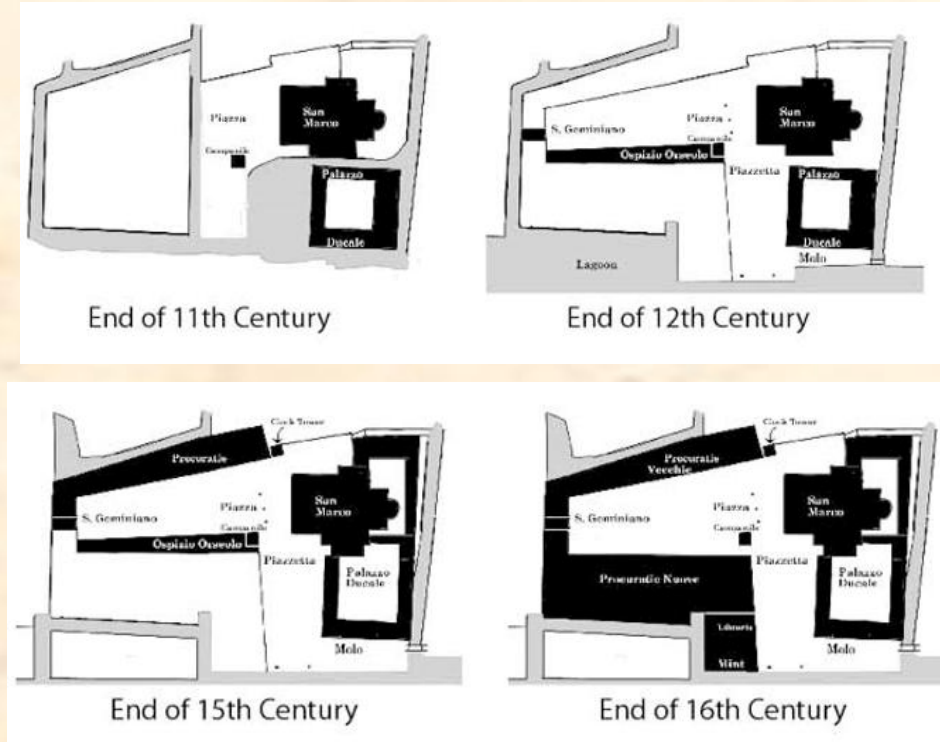 Piazza
San
Marco
Campanile
Palazzo
Ducale
End of 11th Century
S. Geminiano
Piazza
San
Marco
Campanile
Ospizio Orseolo
Piazzetta
Palazzo
Ducale
Molo
Lagoon
End of 12th Century
Clock Tower
Procuratie
San
Marco
Piazza
S. Geminiano
Campanile
Ospizio Orseolo
Piazzetta
Palazzo
Ducale
Molo
End of 15th Century
Clock Tower
Procuratie
Vecchie
San
Marco
Piazza
S. Geminiano
Campanile
Piazzetta
Palazzo
Ducale
Procuratie Nuove
Libreria
Mint
Molo
End of 16th Century